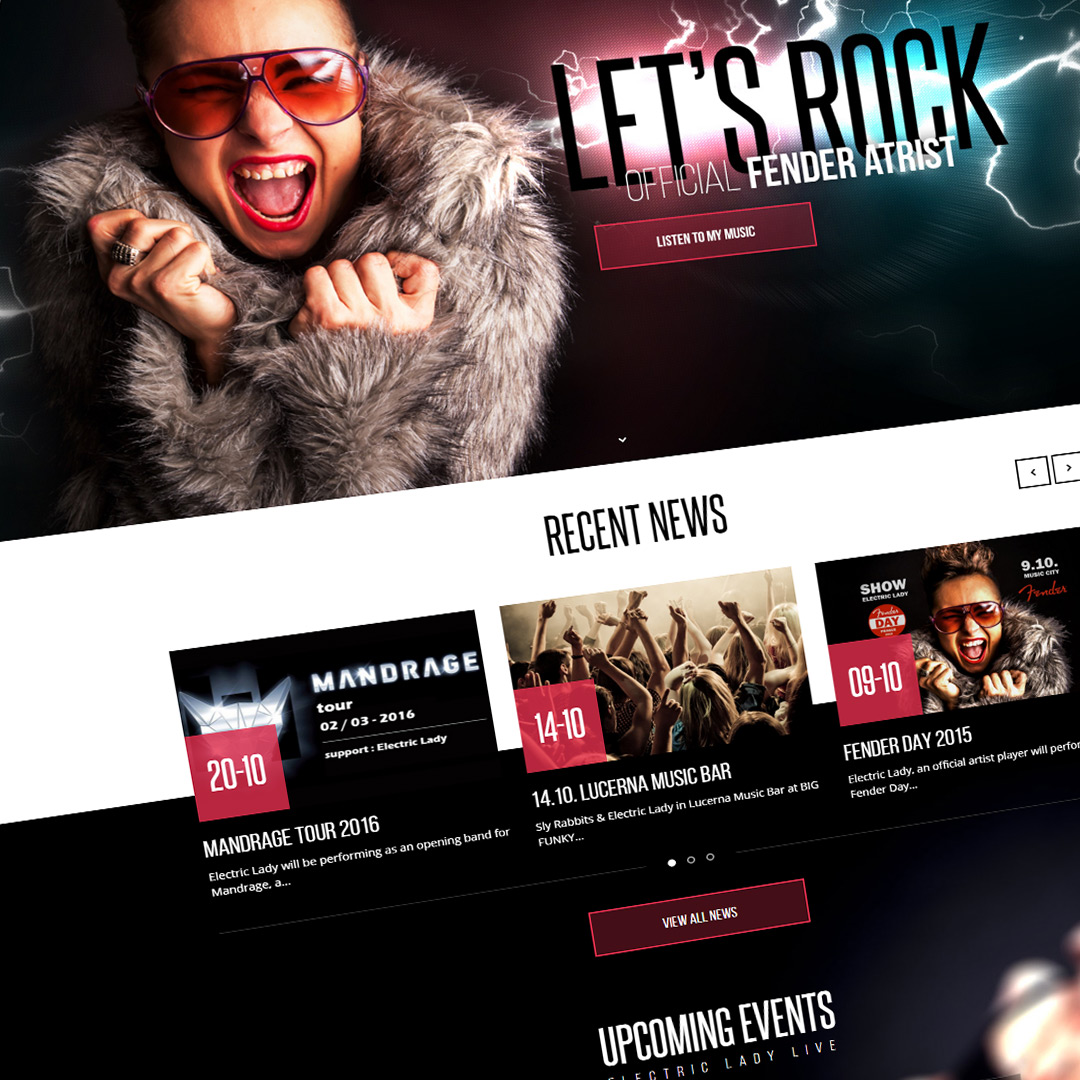 LET'S ROCK
OFFICIAL FENDER ATRIST
LISTEN TO MY MUSIC
RECENT NEWS
MANDRAGE
tour
02 / 03 - 2016
support : Electric Lady
20-10
MANDRAGE TOUR 2016
Electric Lady will be performing as an opening band for
Mandrage, a...
14-10
14.10. LUCERNA MUSIC BAR
Sly Rabbits & Electric Lady in Lucerna Music Bar at BIG
FUNKY...
SHOW
ELECTRIC LADY
Fender
DAY
9.10.
MUSIC CITY
Fender
09-10
FENDER DAY 2015
Electric Lady, an official artist player will perfor
Fender Day...
VIEW ALL NEWS
UPCOMING EVENTS
ELECTRIC LADY LIVE